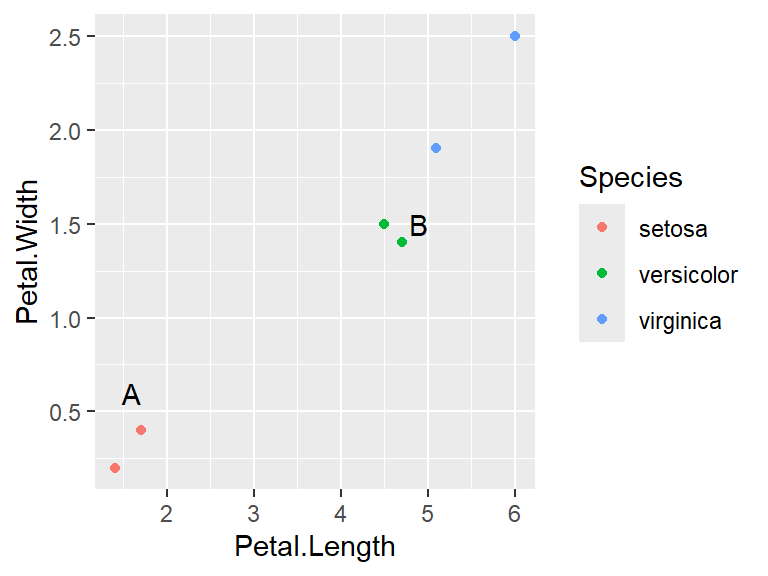 2.5
2.0
1.5
1.0
0.5
Petal.Width
A
B
2 3 4 5 6
Petal.Length
Species
setosa
versicolor
virginica